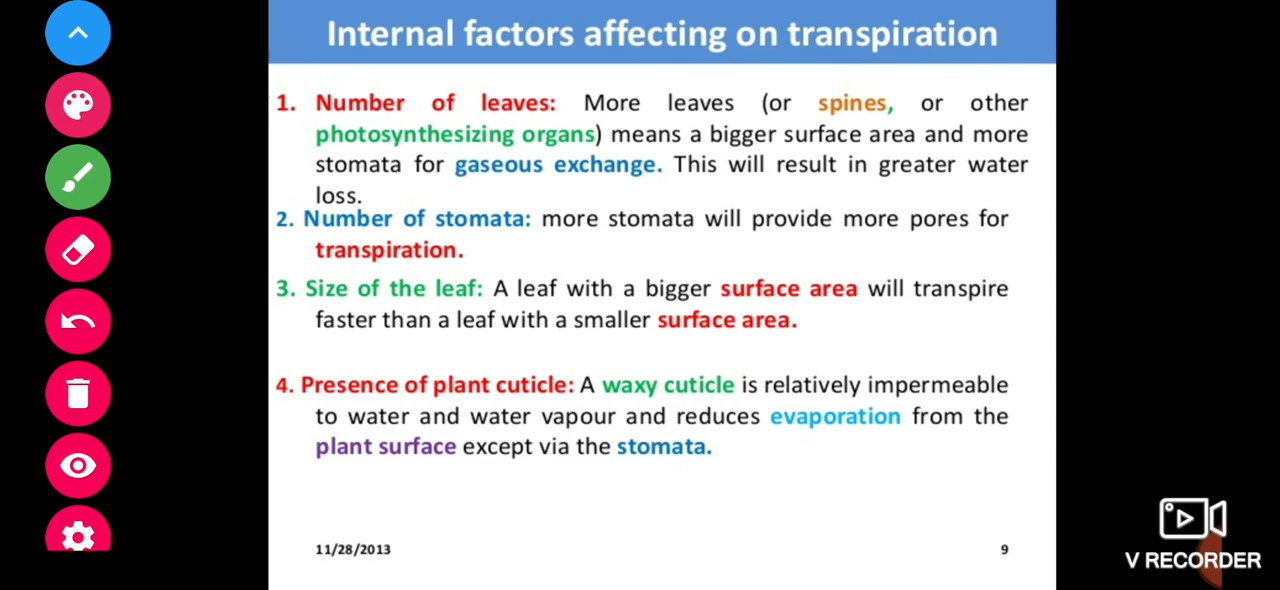 Internal factors affecting on transpiration
1. Number of leaves: More leaves (or spines, or other
photosynthesizing organs) means a bigger surface area and more
stomata for gaseous exchange. This will result in greater water
loss.
2. Number of stomata: more stomata will provide more pores for
transpiration.
3. Size of the leaf: A leaf with a bigger surface area will transpire
faster than a leaf with a smaller surface area.
4. Presence of plant cuticle: A waxy cuticle is relatively impermeable
to water and water vapour and reduces evaporation from the
plant surface except via the stomata.
11/28/2013
9
V RECORDER